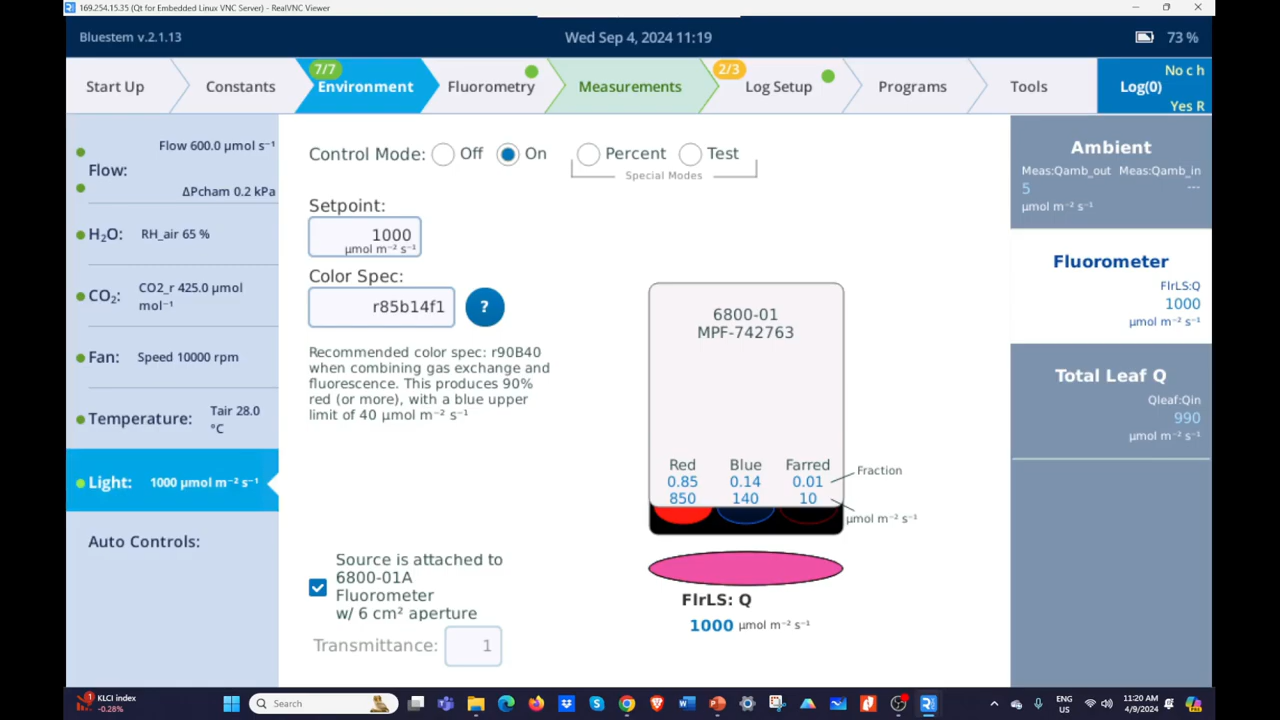 169.254.15.35 (Qt for Embedded Linux VNC Server) - RealVNC Viewer
Bluestem v.2.1.13
Wed Sep 4, 2024 11:19
73 %
Start Up
Constants
7/7
Environment
Fluorometry
Measurements
2/3
Log Setup
Programs
Tools
No c h
Log(0)
Yes R
Flow 600.0 µmol s⁻¹
Flow:
ΔPcham 0.2 kPa
H₂O: RH_air 65 %
CO₂: CO2_r 425.0 µmol
mol⁻¹
Fan: Speed 10000 rpm
Temperature: Tair 28.0
°C
Light: 1000 µmol m⁻² s⁻¹
Auto Controls:
Control Mode: Off On Percent Test
Special Modes
Setpoint:
1000
µmol m⁻² s⁻¹
Color Spec:
r85b14f1 ?
Recommended color spec: r90B40
when combining gas exchange and
fluorescence. This produces 90%
red (or more), with a blue upper
limit of 40 µmol m⁻² s⁻¹
Source is attached to
6800-01A
Fluorometer
w/ 6 cm² aperture
Transmittance: 1
6800-01
MPF-742763
Red Blue Farred
0.85 0.14 0.01
850 140 10
Fraction
µmol m⁻² s⁻¹
FlrLS: Q
1000 µmol m⁻² s⁻¹
Ambient
Meas:Qamb_out Meas:Qamb_in
5 ---
µmol m⁻² s⁻¹
Fluorometer
FlrLS:Q
1000
µmol m⁻² s⁻¹
Total Leaf Q
Qleaf:Qin
990
µmol m⁻² s⁻¹
1
KLCI index
-0.28%
Search
ENG
US
11:20 AM
4/9/2024